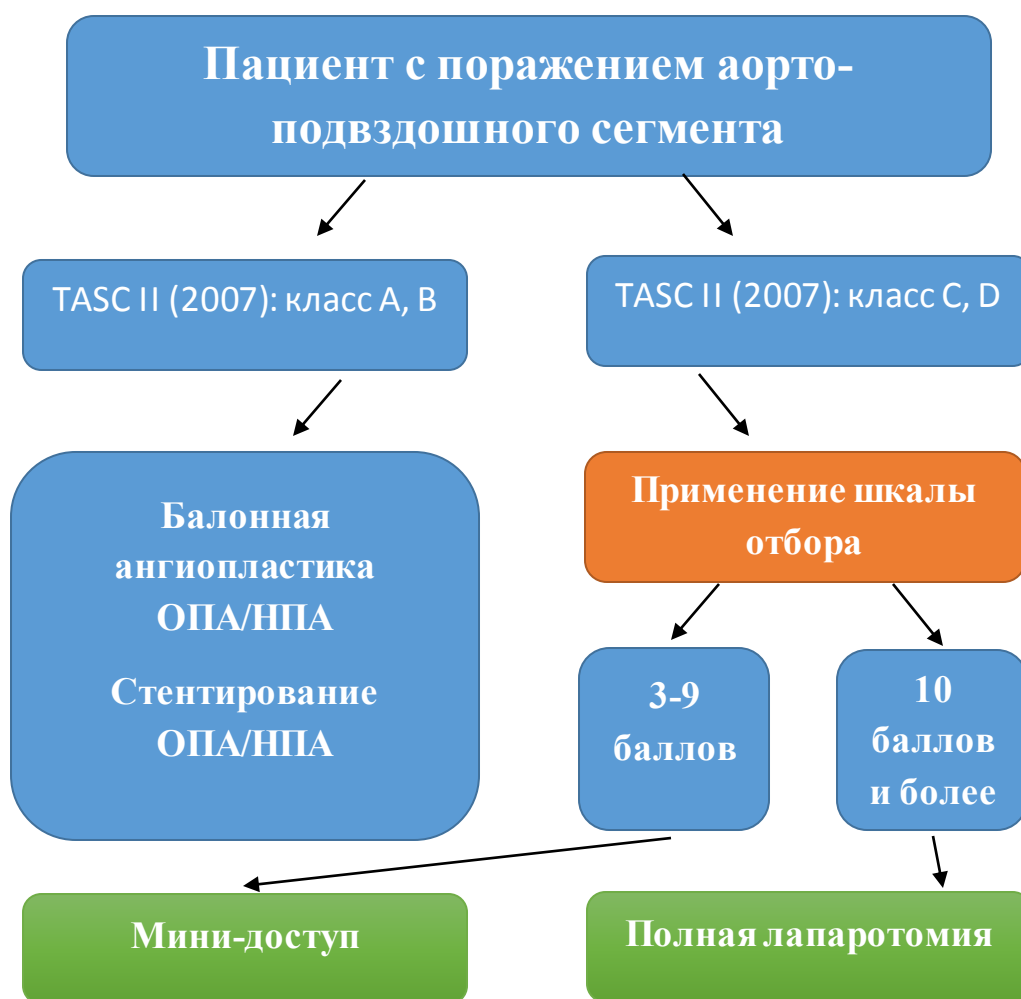 Пациент с поражением аорто-
подвздошного сегмента
TASC II (2007): класс A, B
TASC II (2007): класс C, D
Балонная
ангиопластика
ОПА/НПА
Стентирование
ОПА/НПА
Применение шкалы
отбора
3-9
баллов
10
баллов
и более
Мини-доступ
Полная лапаротомия